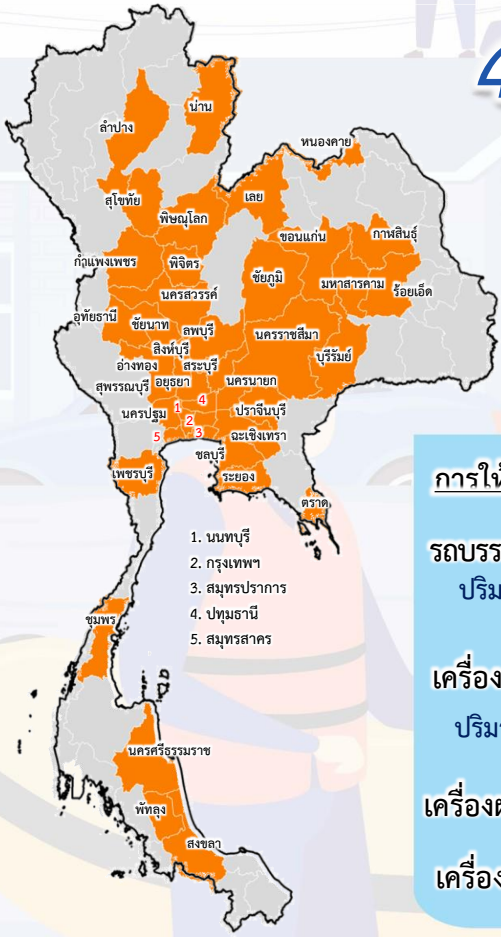 4
น่าน
ลำปาง
หนองคาย
เลย
สุโขทัย
พิษณุโลก
ขอนแก่น
กาฬสินธุ์
กำแพงเพชร
พิจิตร
ชัยภูมิ
มหาสารคาม
ร้อยเอ็ด
นครสวรรค์
อุทัยธานี
ชัยนาท
ลพบุรี
นครราชสีมา
สิงห์บุรี
บุรีรัมย์
อ่างทอง
สระบุรี
สุพรรณบุรี
อยุธยา
นครนายก
4
นครปฐม
1
ปราจีนบุรี
2
5
3
ฉะเชิงเทรา
ชลบุรี
เพชรบุรี
ระยอง
ตราด
1. นนทบุรี
2. กรุงเทพฯ
3. สมุทรปราการ
4. ปทุมธานี
5. สมุทรสาคร
ชุมพร
นครศรีธรรมราช
พัทลุง
สงขลา
การให้
รถบรร
ปริม
เครื่อง
ปริม
เครื่อง
เครื่อง